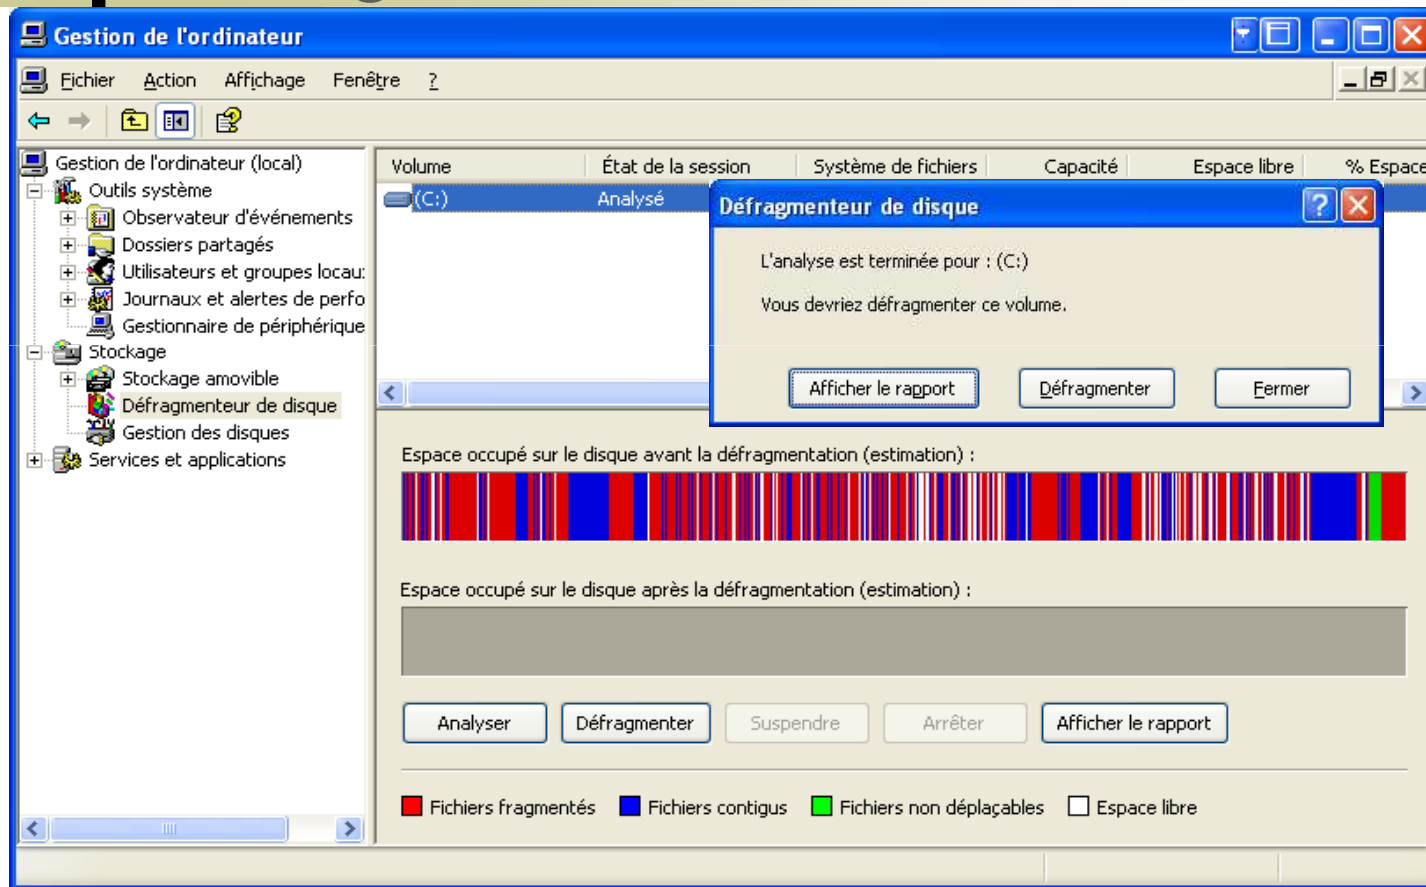 Gestion de l'ordinateur
Fichier Action Affichage Fenêtre ?
Gestion de l'ordinateur (local)
Outils système
Observateur d'événements
Dossiers partagés
Utilisateurs et groupes locau:
Journaux et alertes de perfo
Gestionnaire de périphérique
Stockage
Stockage amovible
Défragmenteur de disque
Gestion des disques
Services et applications
Volume État de la session Système de fichiers Capacité Espace libre % Espace
(C:) Analysé
Défragmenteur de disque
L'analyse est terminée pour : (C:)
Vous devriez défragmenter ce volume.
Afficher le rapport Défragmenter Fermer
Espace occupé sur le disque avant la défragmentation (estimation) :
Espace occupé sur le disque après la défragmentation (estimation) :
Analyser Défragmenter Suspendre Arrêter Afficher le rapport
Fichiers fragmentés Fichiers contigus Fichiers non déplaçables Espace libre